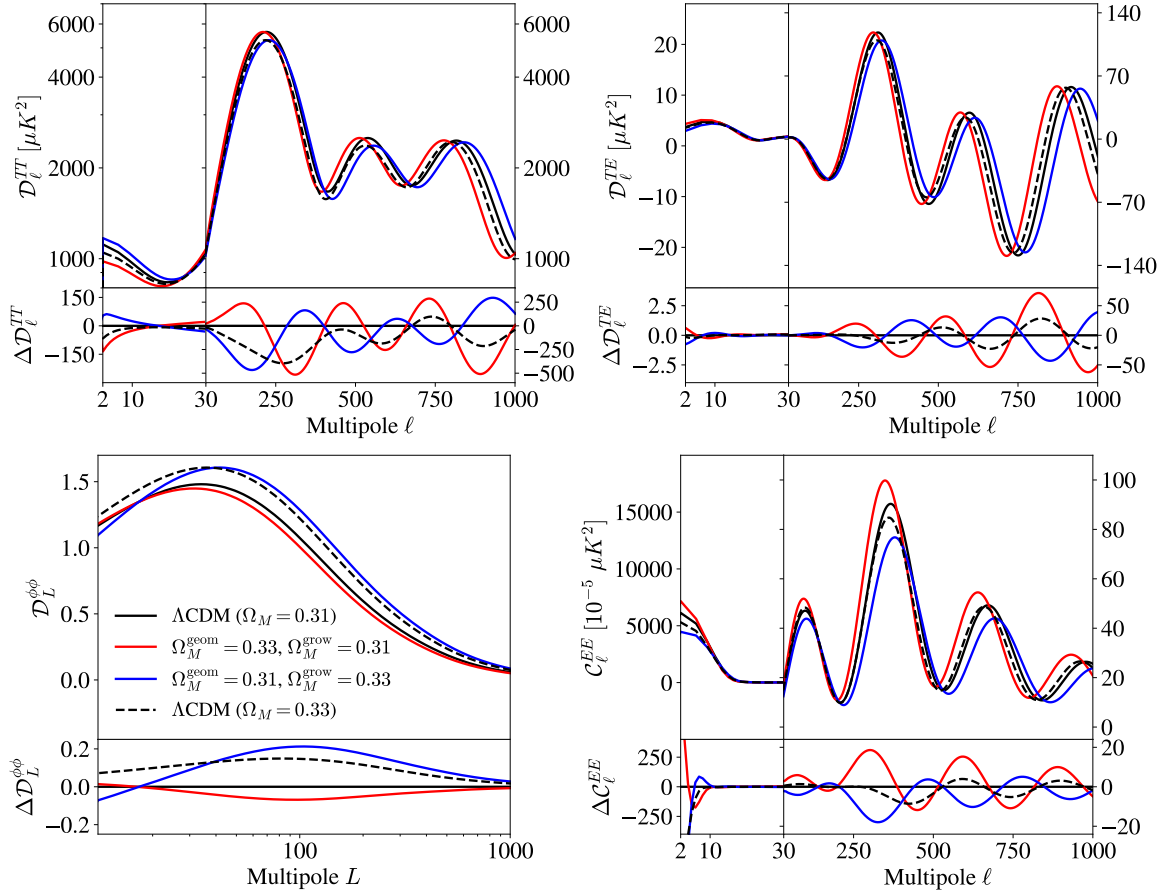 6000
4000
2000
1000
6000
4000
2000
1000
𝒟_ℓ^{TT} [μK²]
150
0
−150
250
0
−250
−500
Δ𝒟_ℓ^{TT}
2 10 30 250 500 750 1000
Multipole ℓ
20
10
0
−10
−20
140
70
0
−70
−140
𝒟_ℓ^{TE} [μK²]
2.5
0.0
−2.5
50
0
−50
Δ𝒟_ℓ^{TE}
2 10 30 250 500 750 1000
Multipole ℓ
1.5
1.0
0.5
0.0
𝒟_L^{ϕϕ}
ΛCDM (Ω_M = 0.31)
Ω_M^{geom} = 0.33, Ω_M^{grow} = 0.31
Ω_M^{geom} = 0.31, Ω_M^{grow} = 0.33
ΛCDM (Ω_M = 0.33)
0.2
0.0
−0.2
Δ𝒟_L^{ϕϕ}
100 1000
Multipole L
15000
10000
5000
0
100
80
60
40
20
0
𝒞_ℓ^{EE} [10⁻⁵ μK²]
250
0
−250
20
0
−20
Δ𝒞_ℓ^{EE}
2 10 30 250 500 750 1000
Multipole ℓ